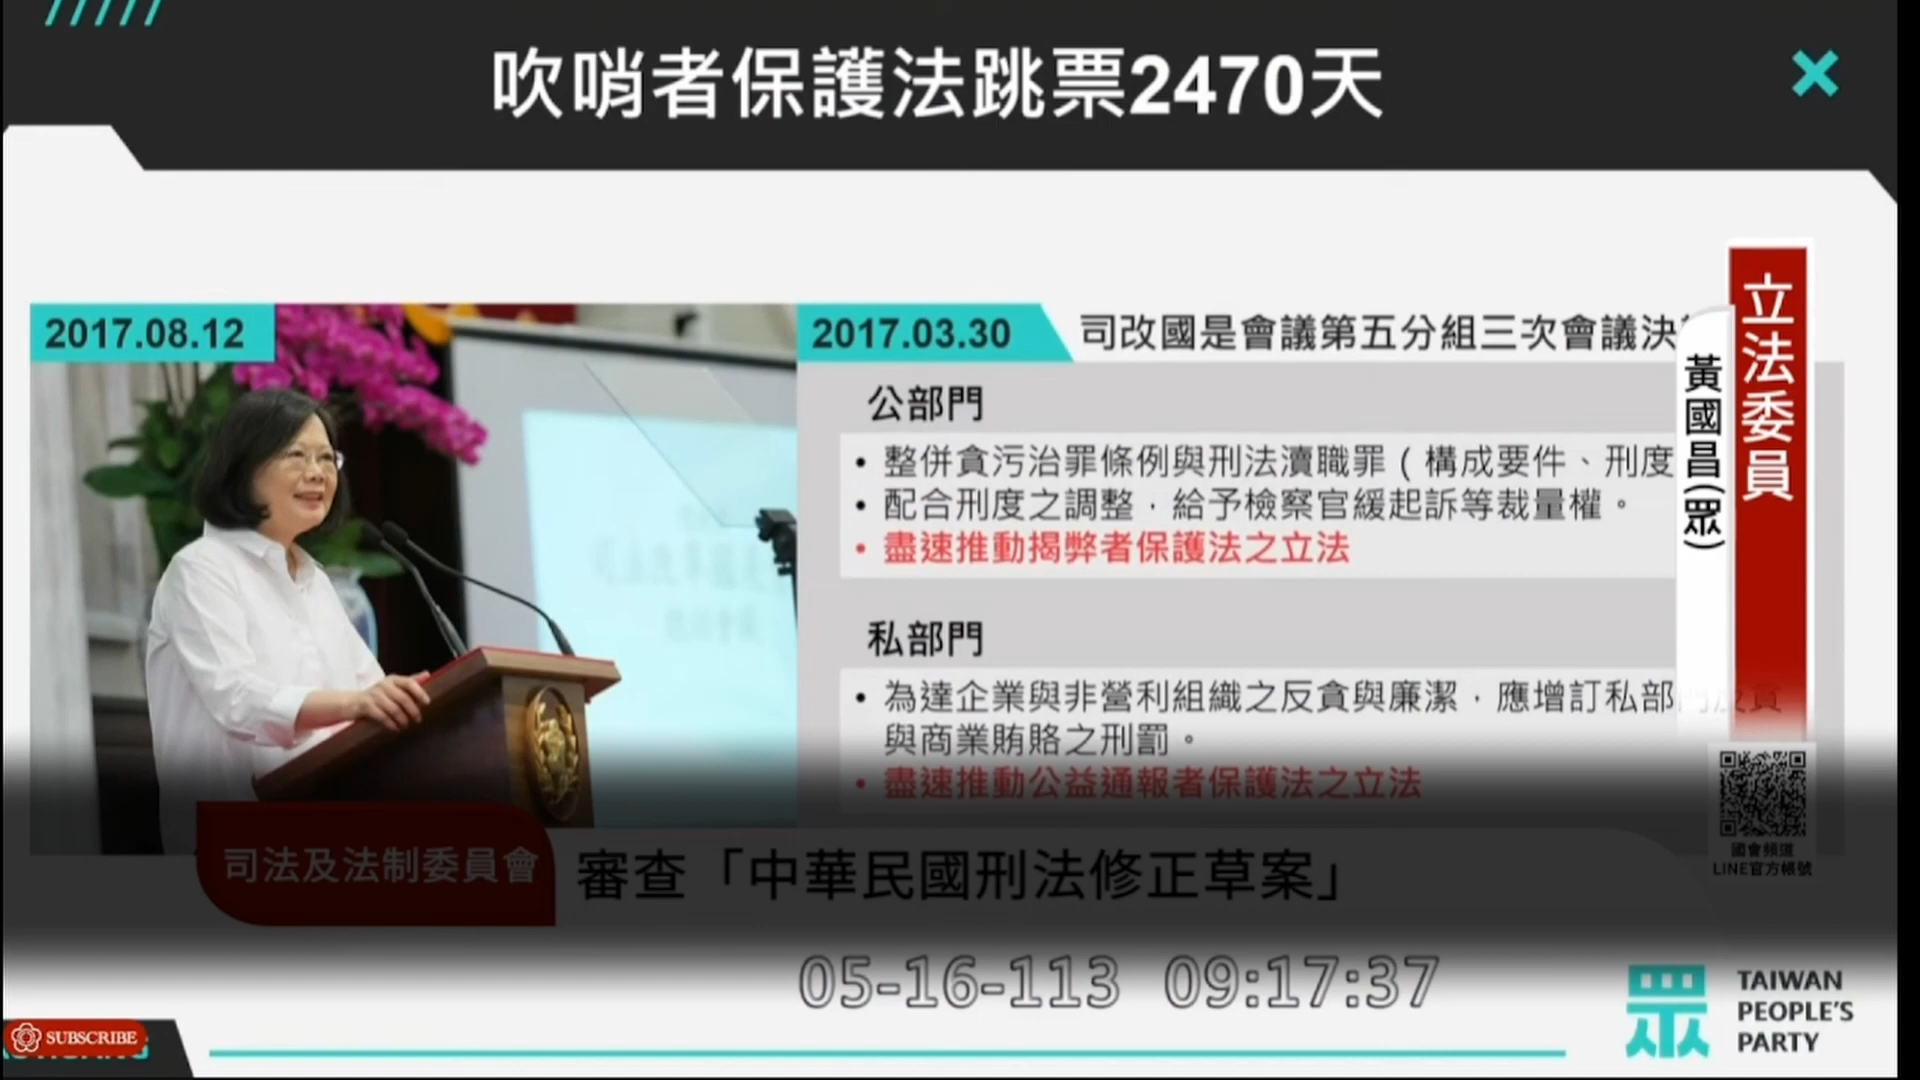 吹哨者保護法跳票2470天
2017.08.12
2017.03.30
司改國是會議第五分組三次會議決
公部門
• 整併貪污治罪條例與刑法瀆職罪(構成要件、刑度
• 配合刑度之調整,給予檢察官緩起訴等裁量權。
• 盡速推動揭弊者保護法之立法
私部門
• 為達企業與非營利組織之反貪與廉潔,應增訂私部
與商業賄賂之刑罰。
• 盡速推動公益通報者保護法之立法
立法委員
黃國昌(眾)
國會頻道
LINE官方帳號
司法及法制委員會
審查「中華民國刑法修正草案」
05-16-113 09:17:37
SUBSCRIBE
眾
TAIWAN
PEOPLE'S
PARTY